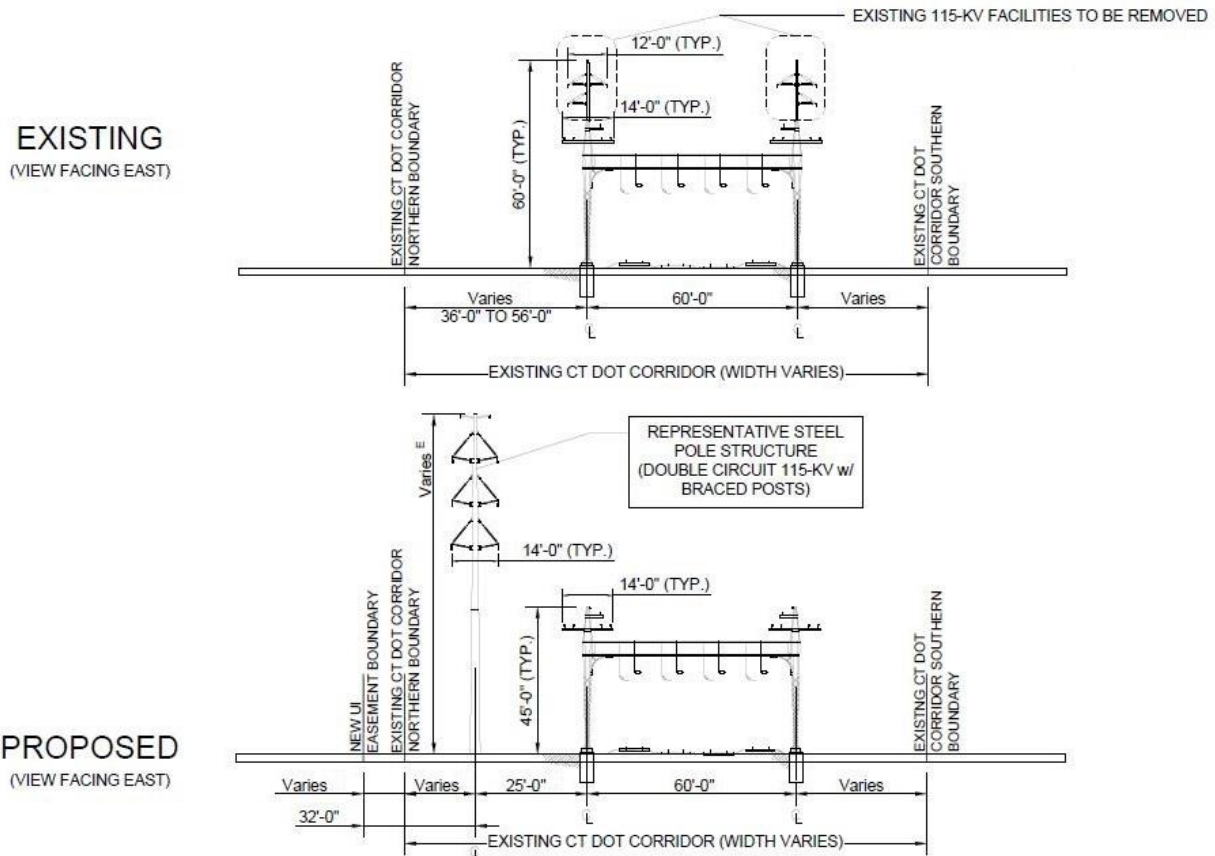 EXISTING 115-KV FACILITIES TO BE REMOVED
12'-0" (TYP.)
14'-0" (TYP.)
60'-0" (TYP.)
EXISTING
(VIEW FACING EAST)
EXISTING CT DOT CORRIDOR
NORTHERN BOUNDARY
EXISTNG CT DOT
CORRIDOR SOUTHERN
BOUNDARY
Varies
36'-0" TO 56'-0"
60'-0"
Varies
L
L
EXISTING CT DOT CORRIDOR (WIDTH VARIES)
REPRESENTATIVE STEEL
POLE STRUCTURE
(DOUBLE CIRCUIT 115-KV w/
BRACED POSTS)
Varies E
14'-0" (TYP.)
14'-0" (TYP.)
45'-0" (TYP.)
PROPOSED
(VIEW FACING EAST)
NEW UI
EASEMENT BOUNDARY
EXISTING CT DOT CORRIDOR
NORTHERN BOUNDARY
EXISTNG CT DOT
CORRIDOR SOUTHERN
BOUNDARY
Varies
Varies
25'-0"
60'-0"
Varies
32'-0"
L
L
EXISTING CT DOT CORRIDOR (WIDTH VARIES)
L